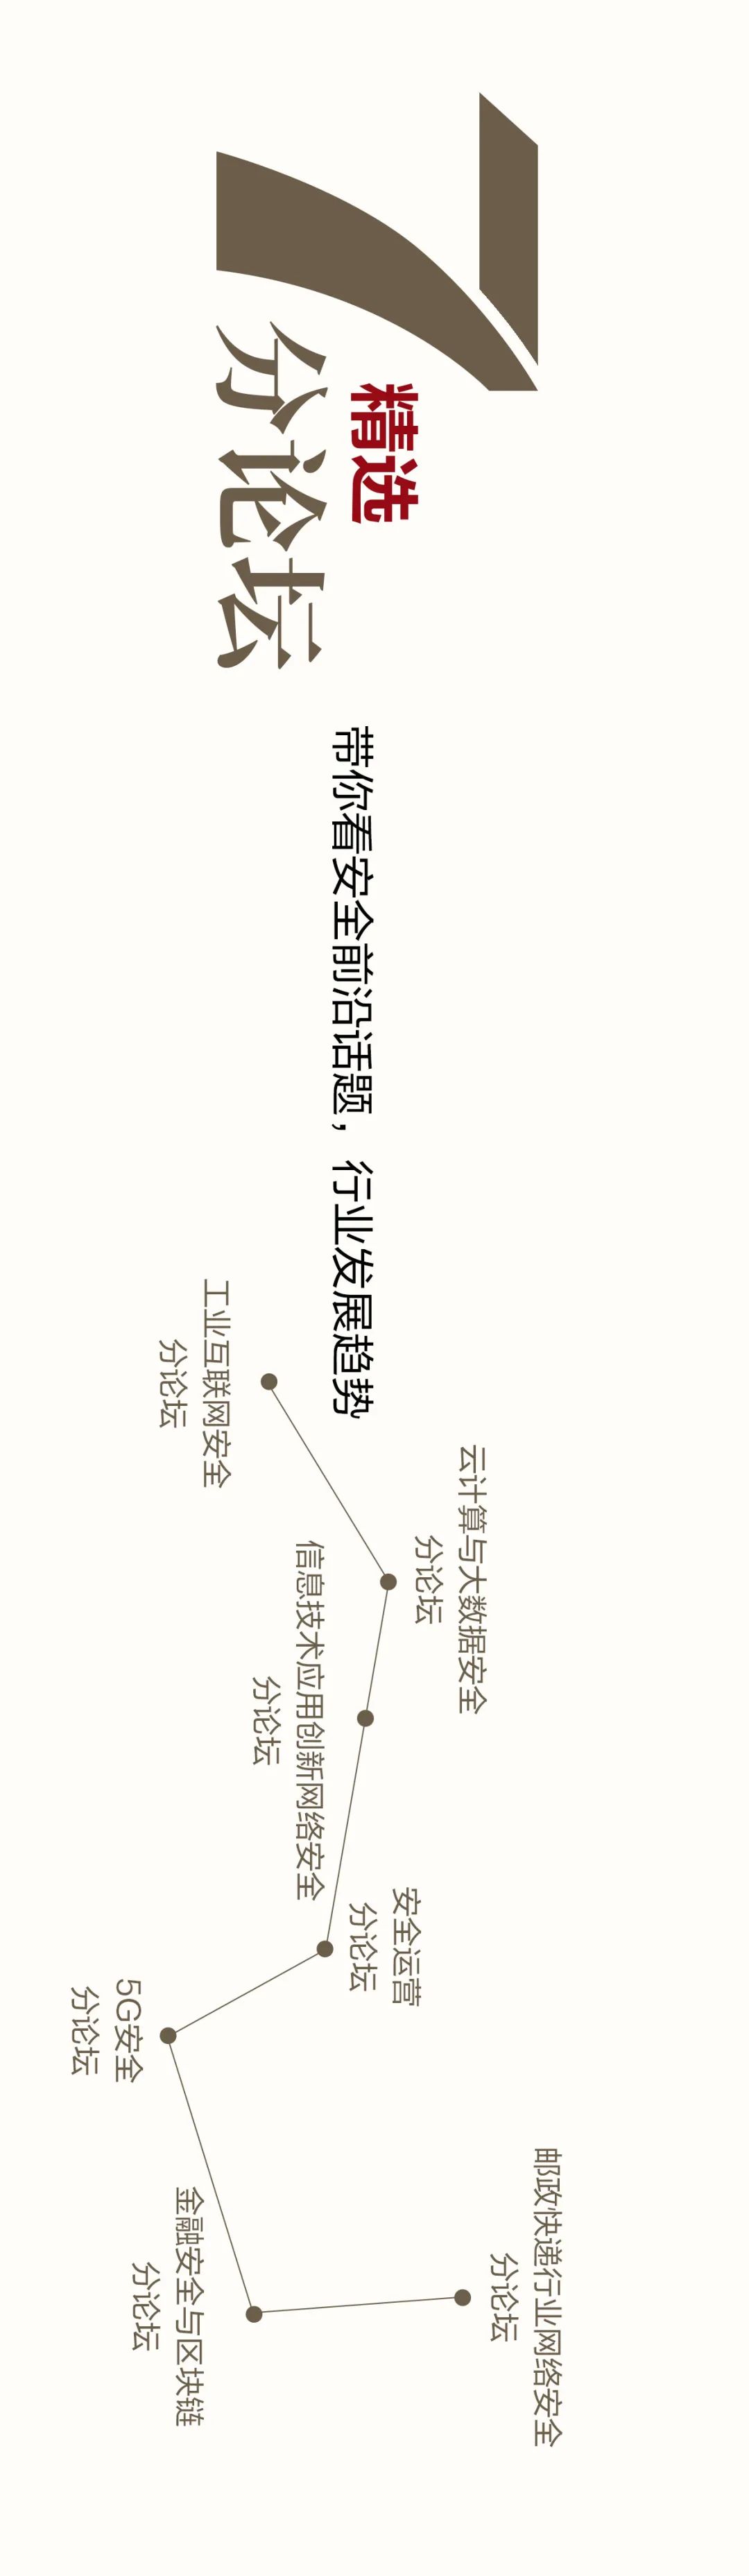 7
精选
分论坛
带你看安全前沿话题，行业发展趋势
工业互联网安全
分论坛
云计算与大数据安全
分论坛
信息技术应用创新网络安全
分论坛
安全运营
分论坛
5G安全
分论坛
金融安全与区块链
分论坛
邮政快递行业网络安全
分论坛